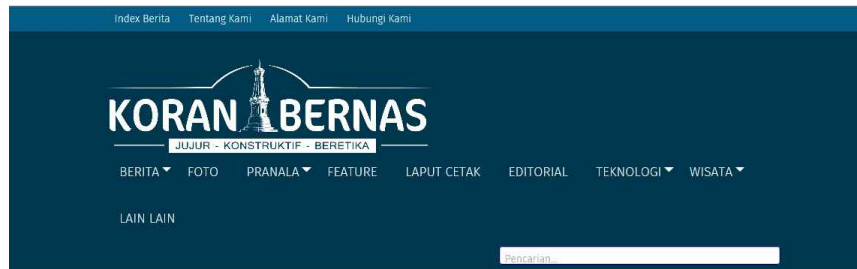 Index Berita Tentang Kami Alamat Kami Hubungi Kami
KORAN BERNAS
JUJUR - KONSTRUKTIF - BERETIKA
BERITA FOTO PRANALA FEATURE LAPUT CETAK EDITORIAL TEKNOLOGI WISATA
LAIN LAIN
Pencarian...